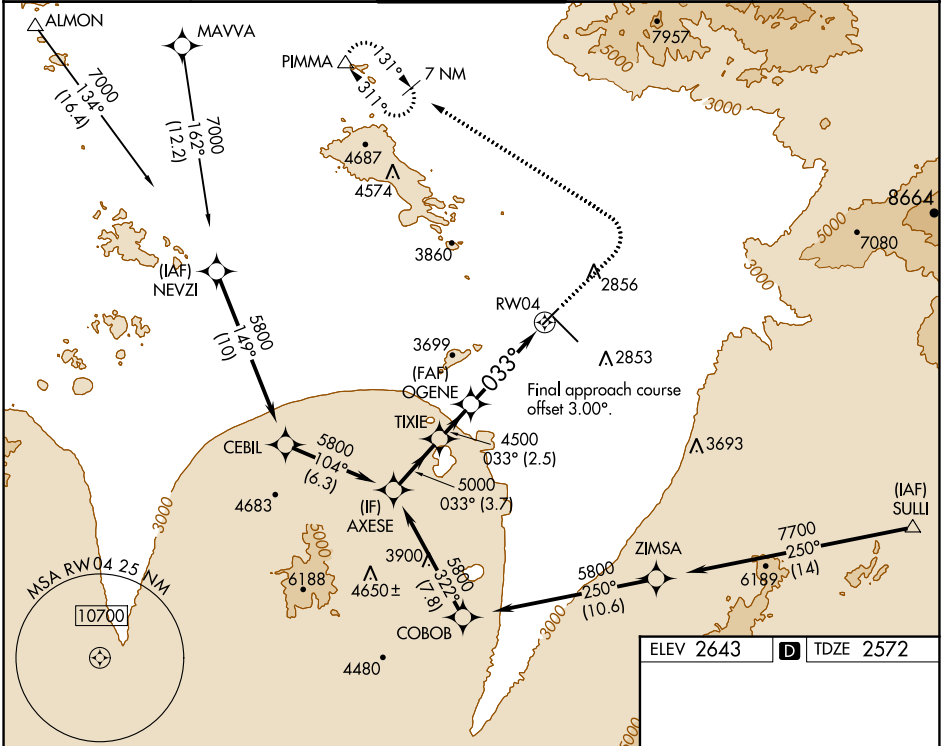 ALMON
MAVVA
7000
134°
(16.4)
7000
162°
(12.2)
PIMMA
131°
311°
7 NM
7957
5000
3000
4687
4574
3860
8664
5000
7080
3000
(IAF)
NEVZI
2856
RW04
5800
149°
(10)
3699
(FAF)
OGENE
033°
2853
Final approach course
offset 3.00°.
TIXIE
4500
033° (2.5)
CEBIL
5800
104°
(6.3)
5000
033° (3.7)
3693
4683
(IF)
AXESE
(IAF)
SULLI
3000
5000
6188
3900
4650±
5800
322°
(7.8)
ZIMSA
7700
250°
(14)
6189
5800
250°
(10.6)
COBOB
3000
4480
5000
MSA RW04 25 NM
10700
ELEV 2643 D TDZE 2572